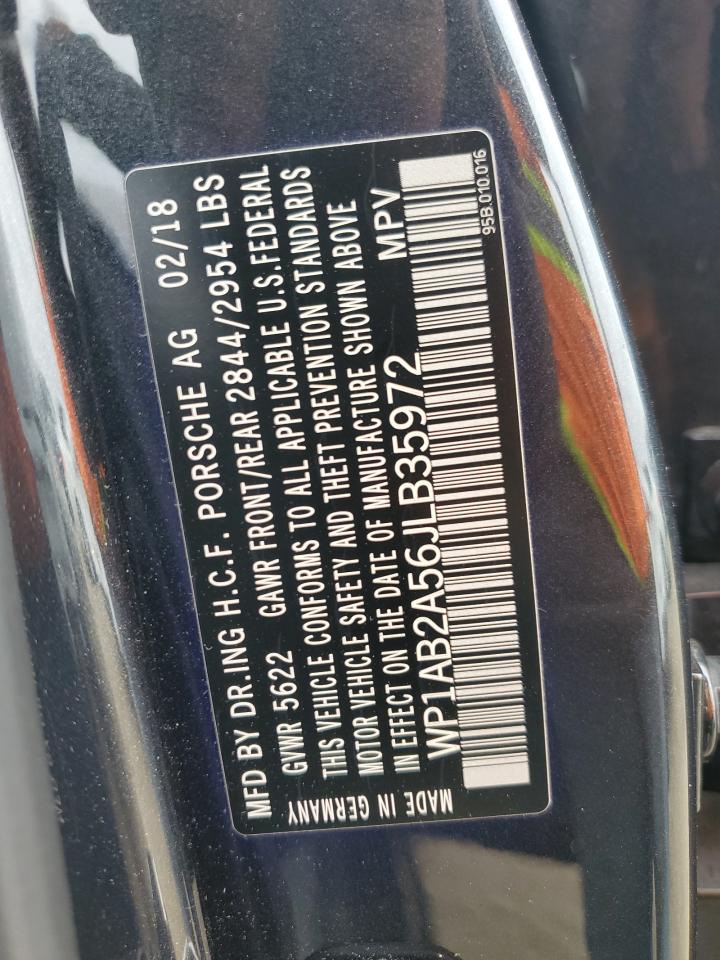 MFD BY DR.ING H.C.F. PORSCHE AG 02/18
GVWR 5622 GAWR FRONT/REAR 2844/2954 LBS
THIS VEHICLE CONFORMS TO ALL APPLICABLE U.S.FEDERAL
MOTOR VEHICLE SAFETY AND THEFT PREVENTION STANDARDS
IN EFFECT ON THE DATE OF MANUFACTURE SHOWN ABOVE
WP1AB2A56JLB35972 MPV
MADE IN GERMANY
95B.010.016